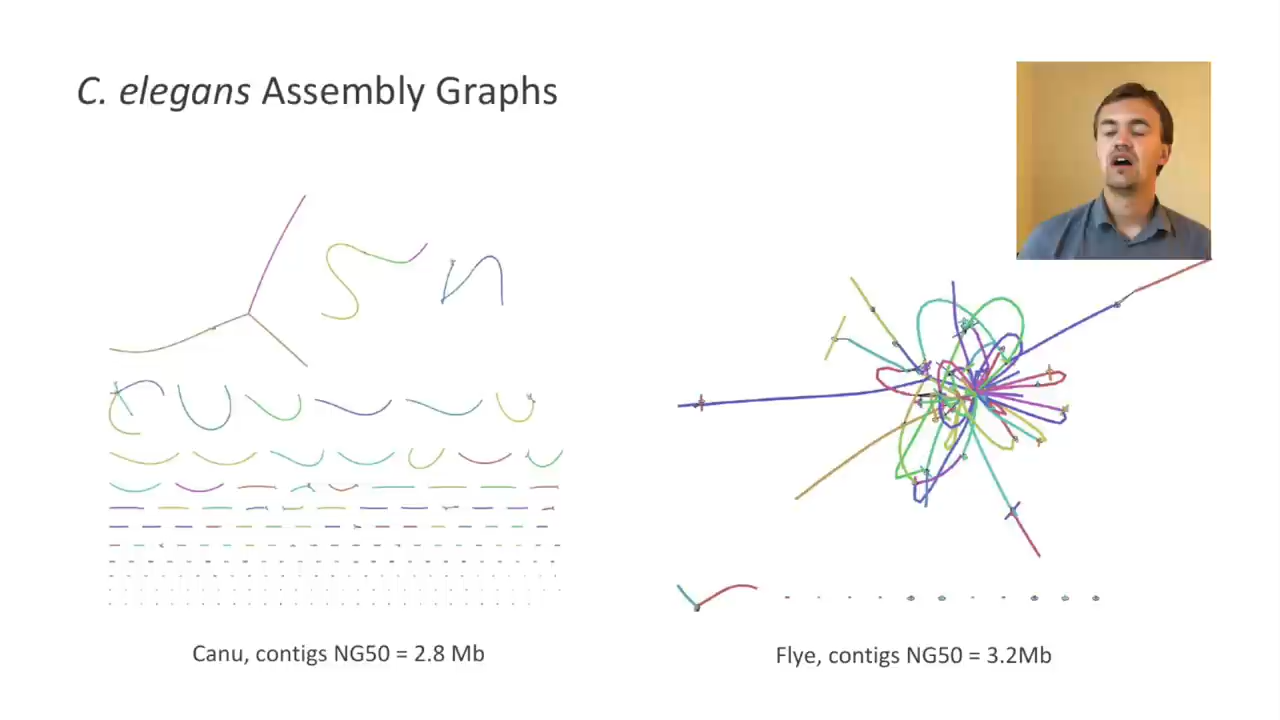 C. elegans Assembly Graphs
Canu, contigs NG50 = 2.8 Mb
Flye, contigs NG50 = 3.2Mb